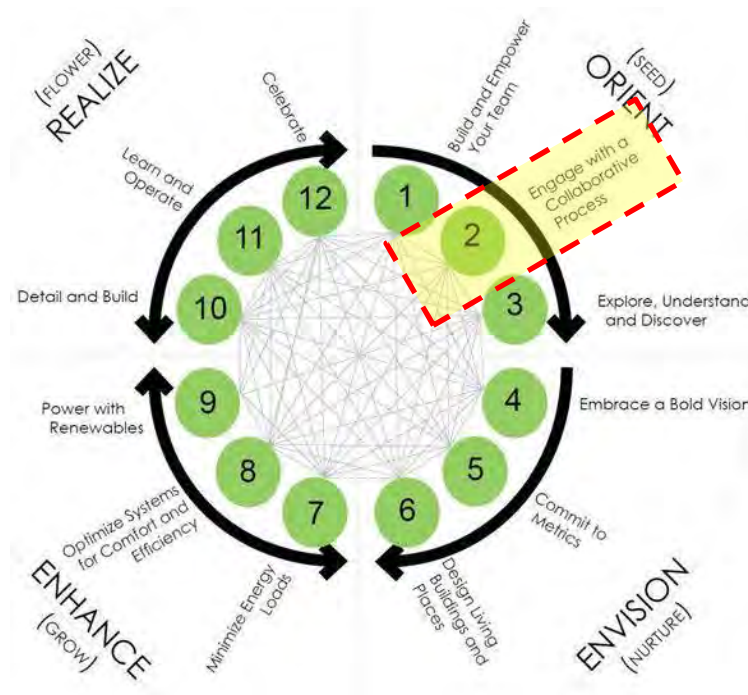 (SEED)
ORIENT
1
Build and Empower
Your Team
2
Engage with a
Collaborative
Process
3
Explore, Understand
and Discover
4
Embrace a Bold Vision
5
Commit to
Metrics
6
Design Living
Buildings and
Places
ENVISION
(NURTURE)
7
Minimize Energy
Loads
8
Optimize Systems
for Comfort and
Efficiency
9
Power with
Renewables
ENHANCE
(GROW)
10
Detail and Build
11
Learn and
Operate
12
Celebrate
(FLOWER)
REALIZE